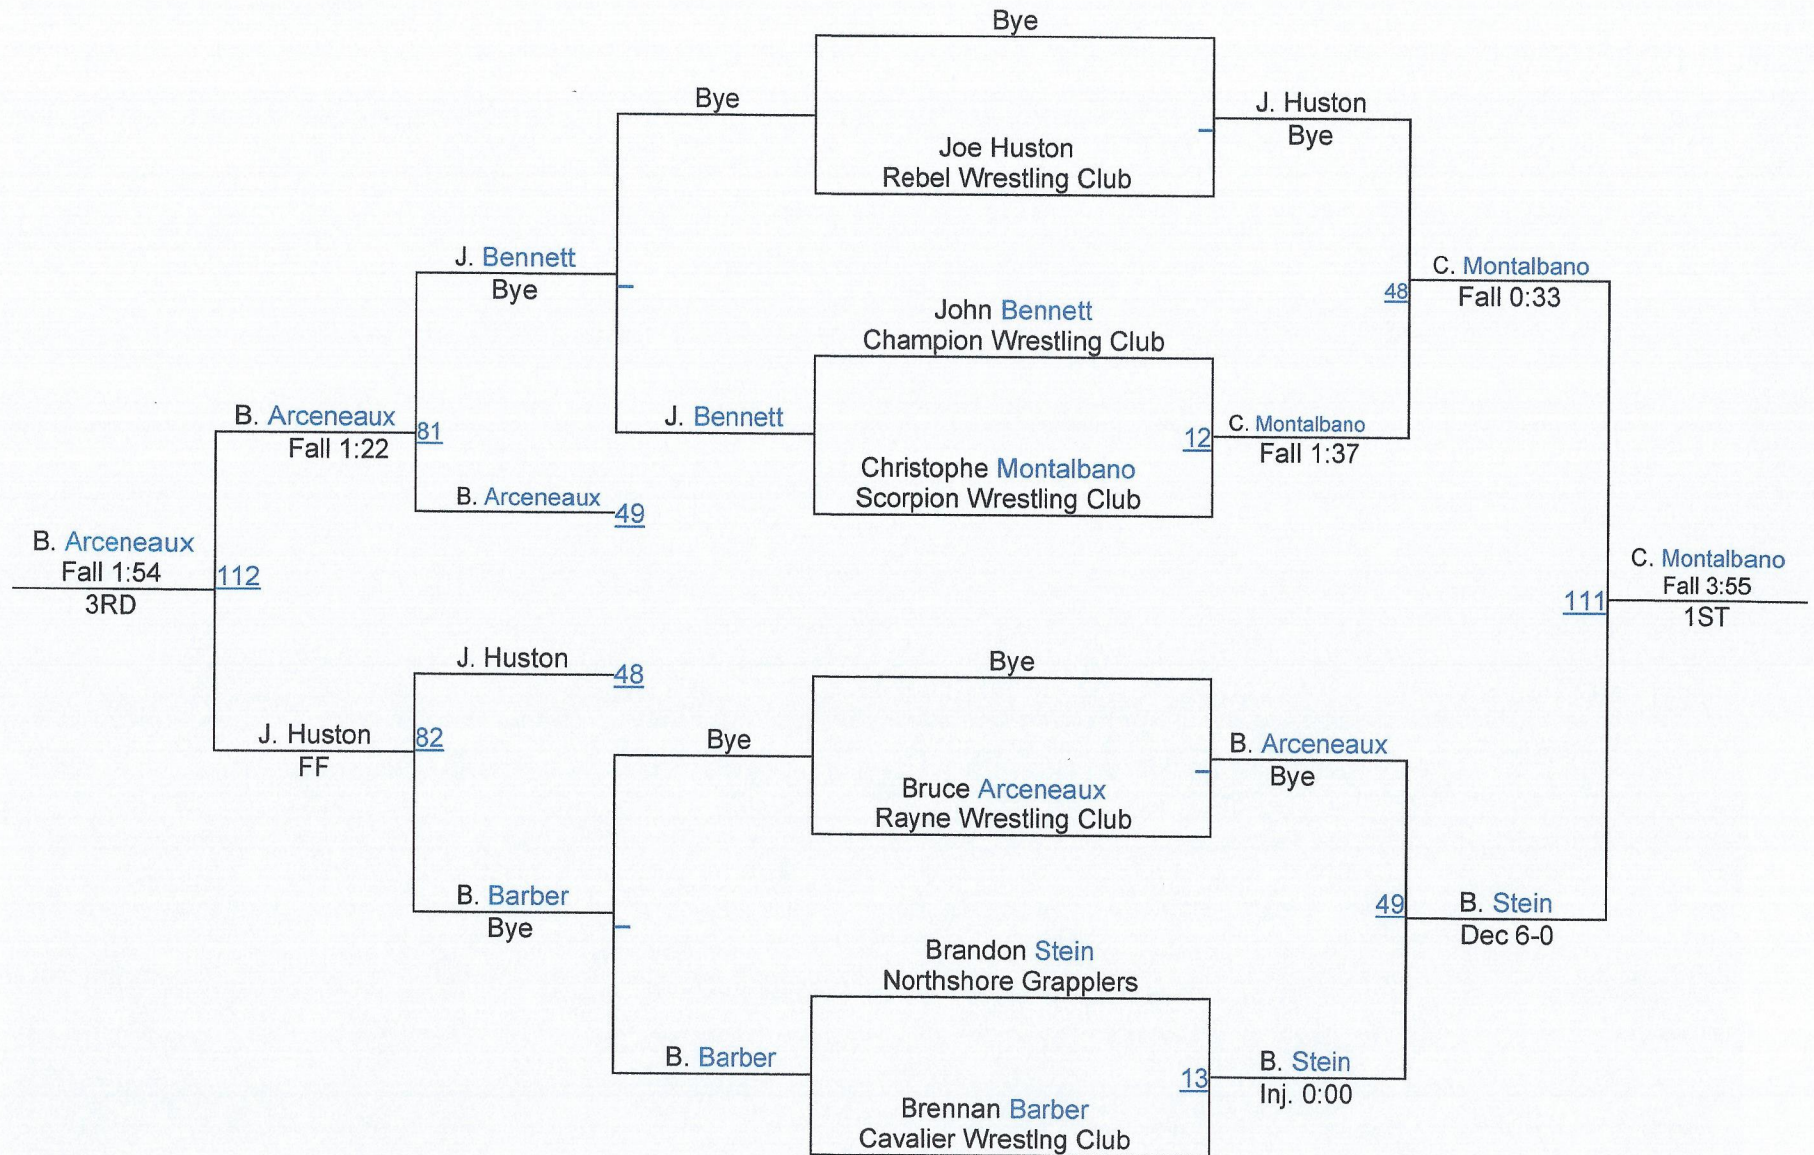 Bye
Bye
J. Huston
Bye
Joe Huston
Rebel Wrestling Club
J. Bennett
Bye
C. Montalbano
48
Fall 0:33
John Bennett
Champion Wrestling Club
J. Bennett
B. Arceneaux
81
Fall 1:22
12
C. Montalbano
Fall 1:37
Christophe Montalbano
Scorpion Wrestling Club
B. Arceneaux
49
B. Arceneaux
Fall 1:54
112
3RD
C. Montalbano
Fall 3:55
111
1ST
J. Huston
48
Bye
J. Huston
82
FF
Bye
B. Arceneaux
Bye
Bruce Arceneaux
Rayne Wrestling Club
B. Barber
Bye
49
B. Stein
Dec 6-0
Brandon Stein
Northshore Grapplers
B. Barber
13
B. Stein
Inj. 0:00
Brennan Barber
Cavalier Wrestlng Club